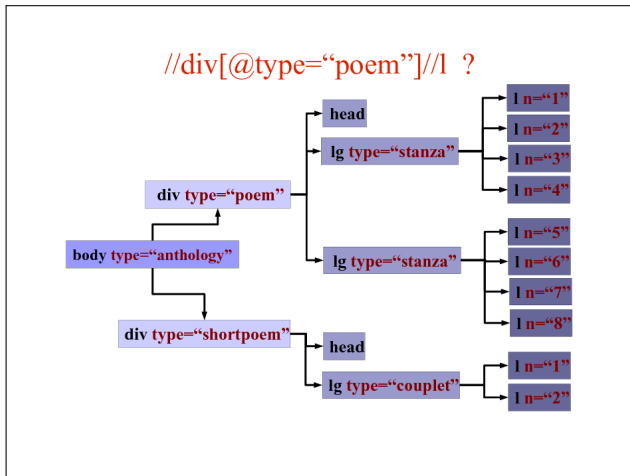 //div[@type=“poem”]//l ?
l n=“1”
head
l n=“2”
lg type=“stanza”
l n=“3”
l n=“4”
div type=“poem”
l n=“5”
body type=“anthology”
lg type=“stanza”
l n=“6”
l n=“7”
l n=“8”
div type=“shortpoem”
head
l n=“1”
lg type=“couplet”
l n=“2”